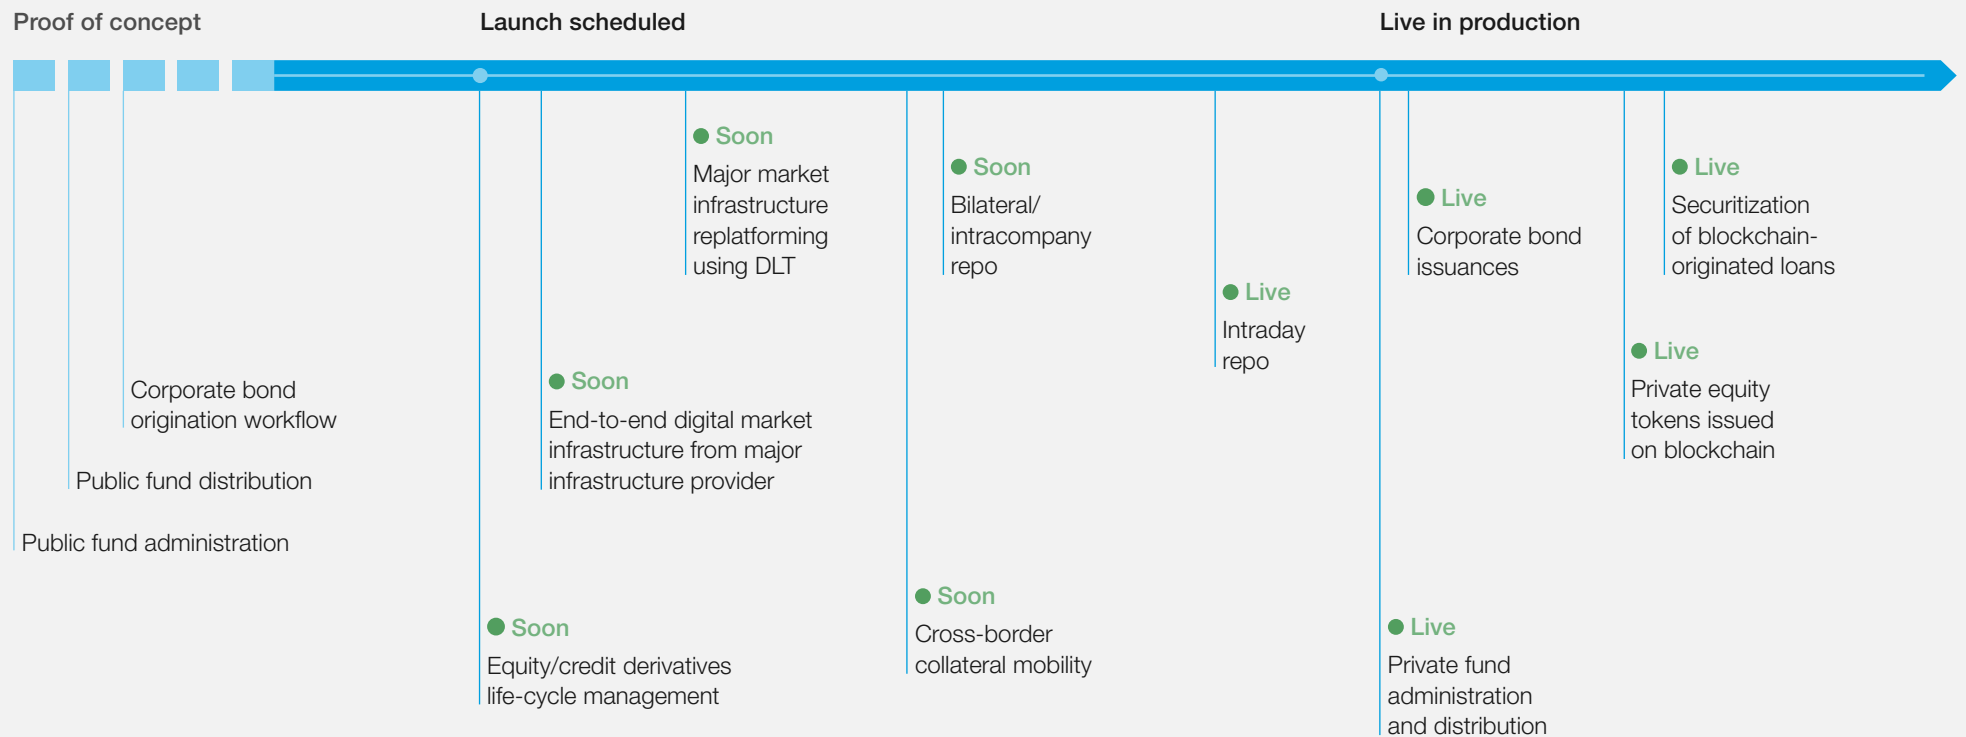 Proof of concept
Launch scheduled
Live in production
Public fund administration
Public fund distribution
Corporate bond
origination workflow
Soon
Equity/credit derivatives
life-cycle management
Soon
End-to-end digital market
infrastructure from major
infrastructure provider
Soon
Major market
infrastructure
replatforming
using DLT
Soon
Cross-border
collateral mobility
Soon
Bilateral/
intracompany
repo
Live
Intraday
repo
Live
Private fund
administration
and distribution
Live
Corporate bond
issuances
Live
Private equity
tokens issued
on blockchain
Live
Securitization
of blockchain-
originated loans